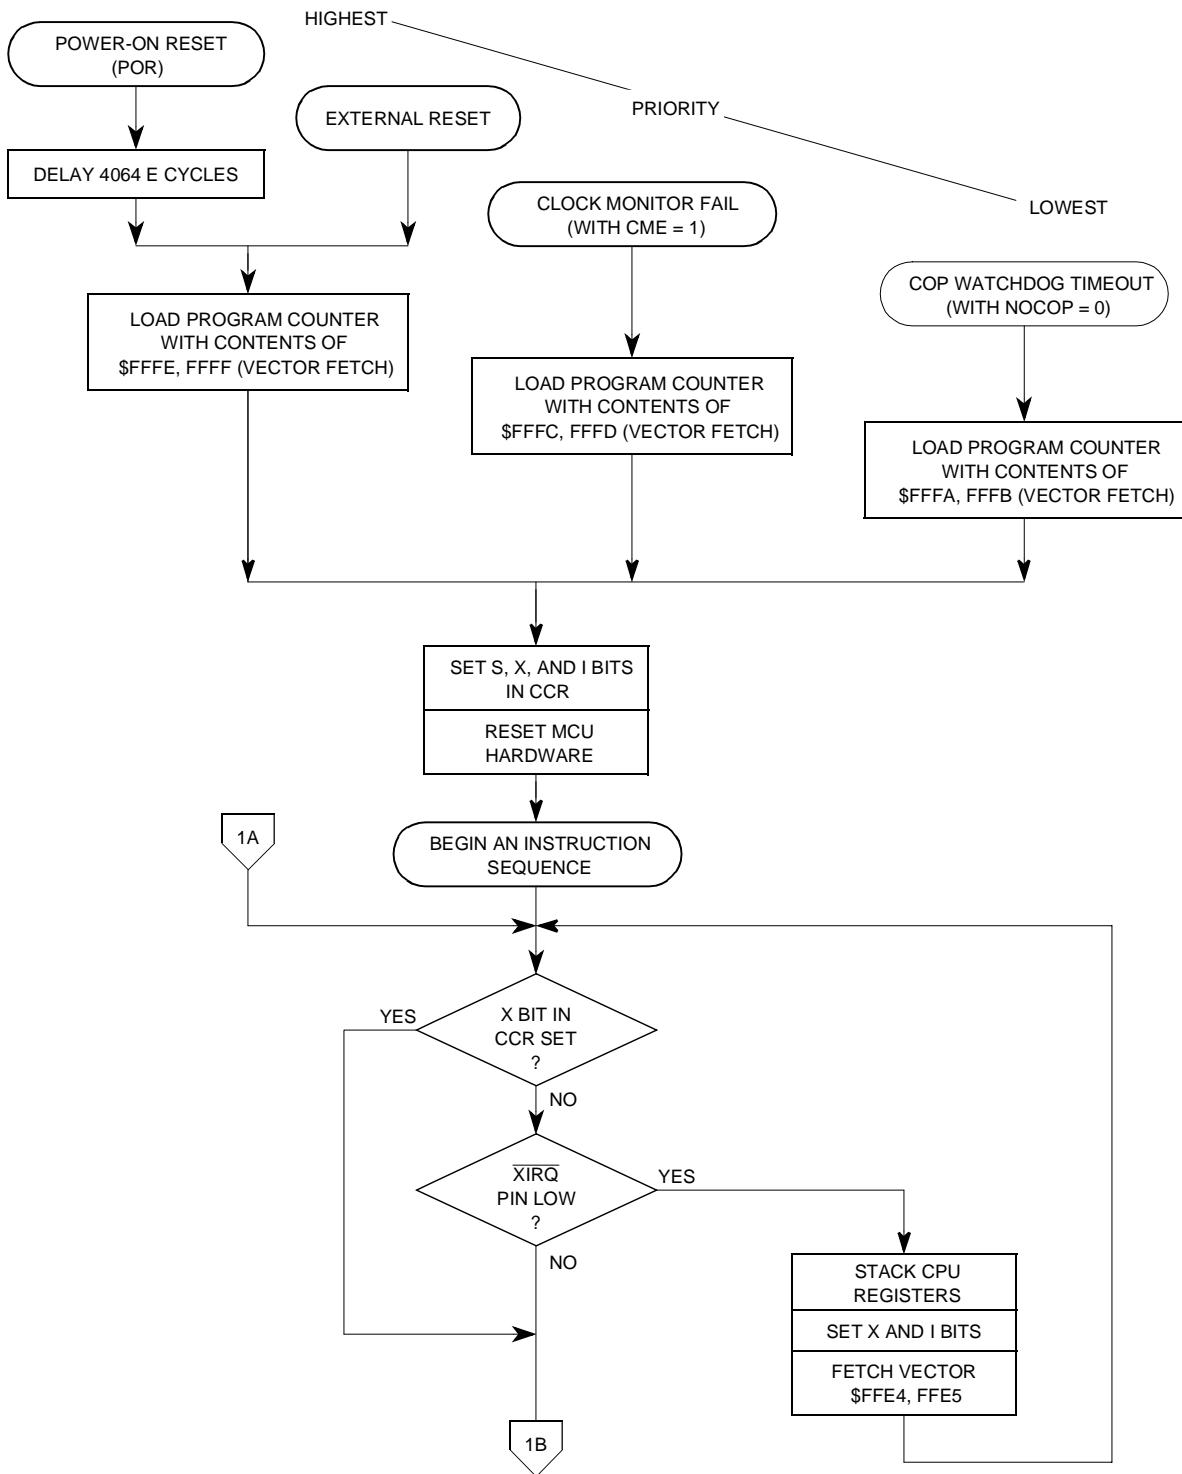 HIGHEST
POWER-ON RESET
(POR)
PRIORITY
EXTERNAL RESET
DELAY 4064 E CYCLES
CLOCK MONITOR FAIL
(WITH CME = 1)
LOWEST
COP WATCHDOG TIMEOUT
(WITH NOCOP = 0)
LOAD PROGRAM COUNTER
WITH CONTENTS OF
$FFFE, FFFF (VECTOR FETCH)
LOAD PROGRAM COUNTER
WITH CONTENTS OF
$FFFC, FFFD (VECTOR FETCH)
LOAD PROGRAM COUNTER
WITH CONTENTS OF
$FFFA, FFFB (VECTOR FETCH)
SET S, X, AND I BITS
IN CCR
RESET MCU
HARDWARE
1A
BEGIN AN INSTRUCTION
SEQUENCE
YES
X BIT IN
CCR SET
?
NO
XIRQ
PIN LOW
?
YES
NO
STACK CPU
REGISTERS
SET X AND I BITS
FETCH VECTOR
$FFE4, FFE5
1B